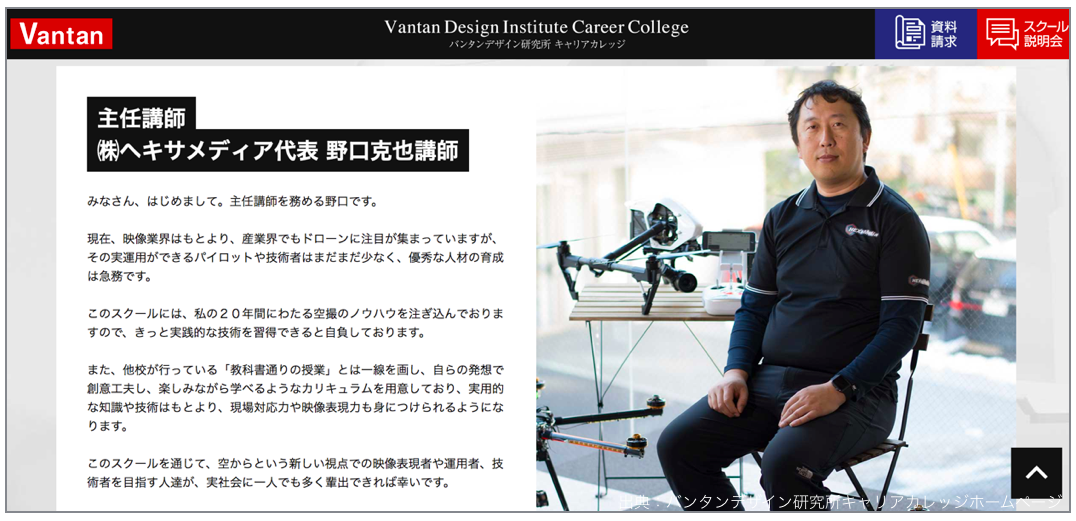 Vantan
Vantan Design Institute Career College
バンタンデザイン研究所 キャリアカレッジ
資料
請求
スクール
説明会
主任講師
㈱ヘキサメディア代表 野口克也講師
みなさん、はじめまして。主任講師を務める野口です。
現在、映像業界はもとより、産業界でもドローンに注目が集まっていますが、
その実運用ができるパイロットや技術者はまだまだ少なく、優秀な人材の育成
は急務です。
このスクールには、私の２０年間にわたる空撮のノウハウを注ぎ込んでおりま
すので、きっと実践的な技術を習得できると自負しております。
また、他校が行っている「教科書通りの授業」とは一線を画し、自らの発想で
創意工夫し、楽しみながら学べるようなカリキュラムを用意しており、実用的
な知識や技術はもとより、現場対応力や映像表現力も身につけられるようにな
ります。
このスクールを通じて、空からという新しい視点での映像表現者や運用者、技
術者を目指す人達が、実社会に一人でも多く輩出できれば幸いです。
出典：バンタンデザイン研究所キャリアカレッジホームページ